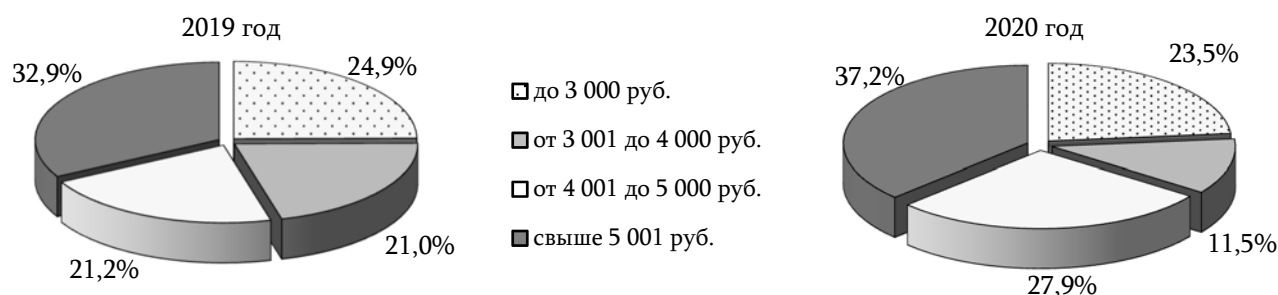 2019 год
32,9%
24,9%
21,2%
21,0%
до 3 000 руб.
от 3 001 до 4 000 руб.
от 4 001 до 5 000 руб.
свыше 5 001 руб.
2020 год
37,2%
23,5%
11,5%
27,9%